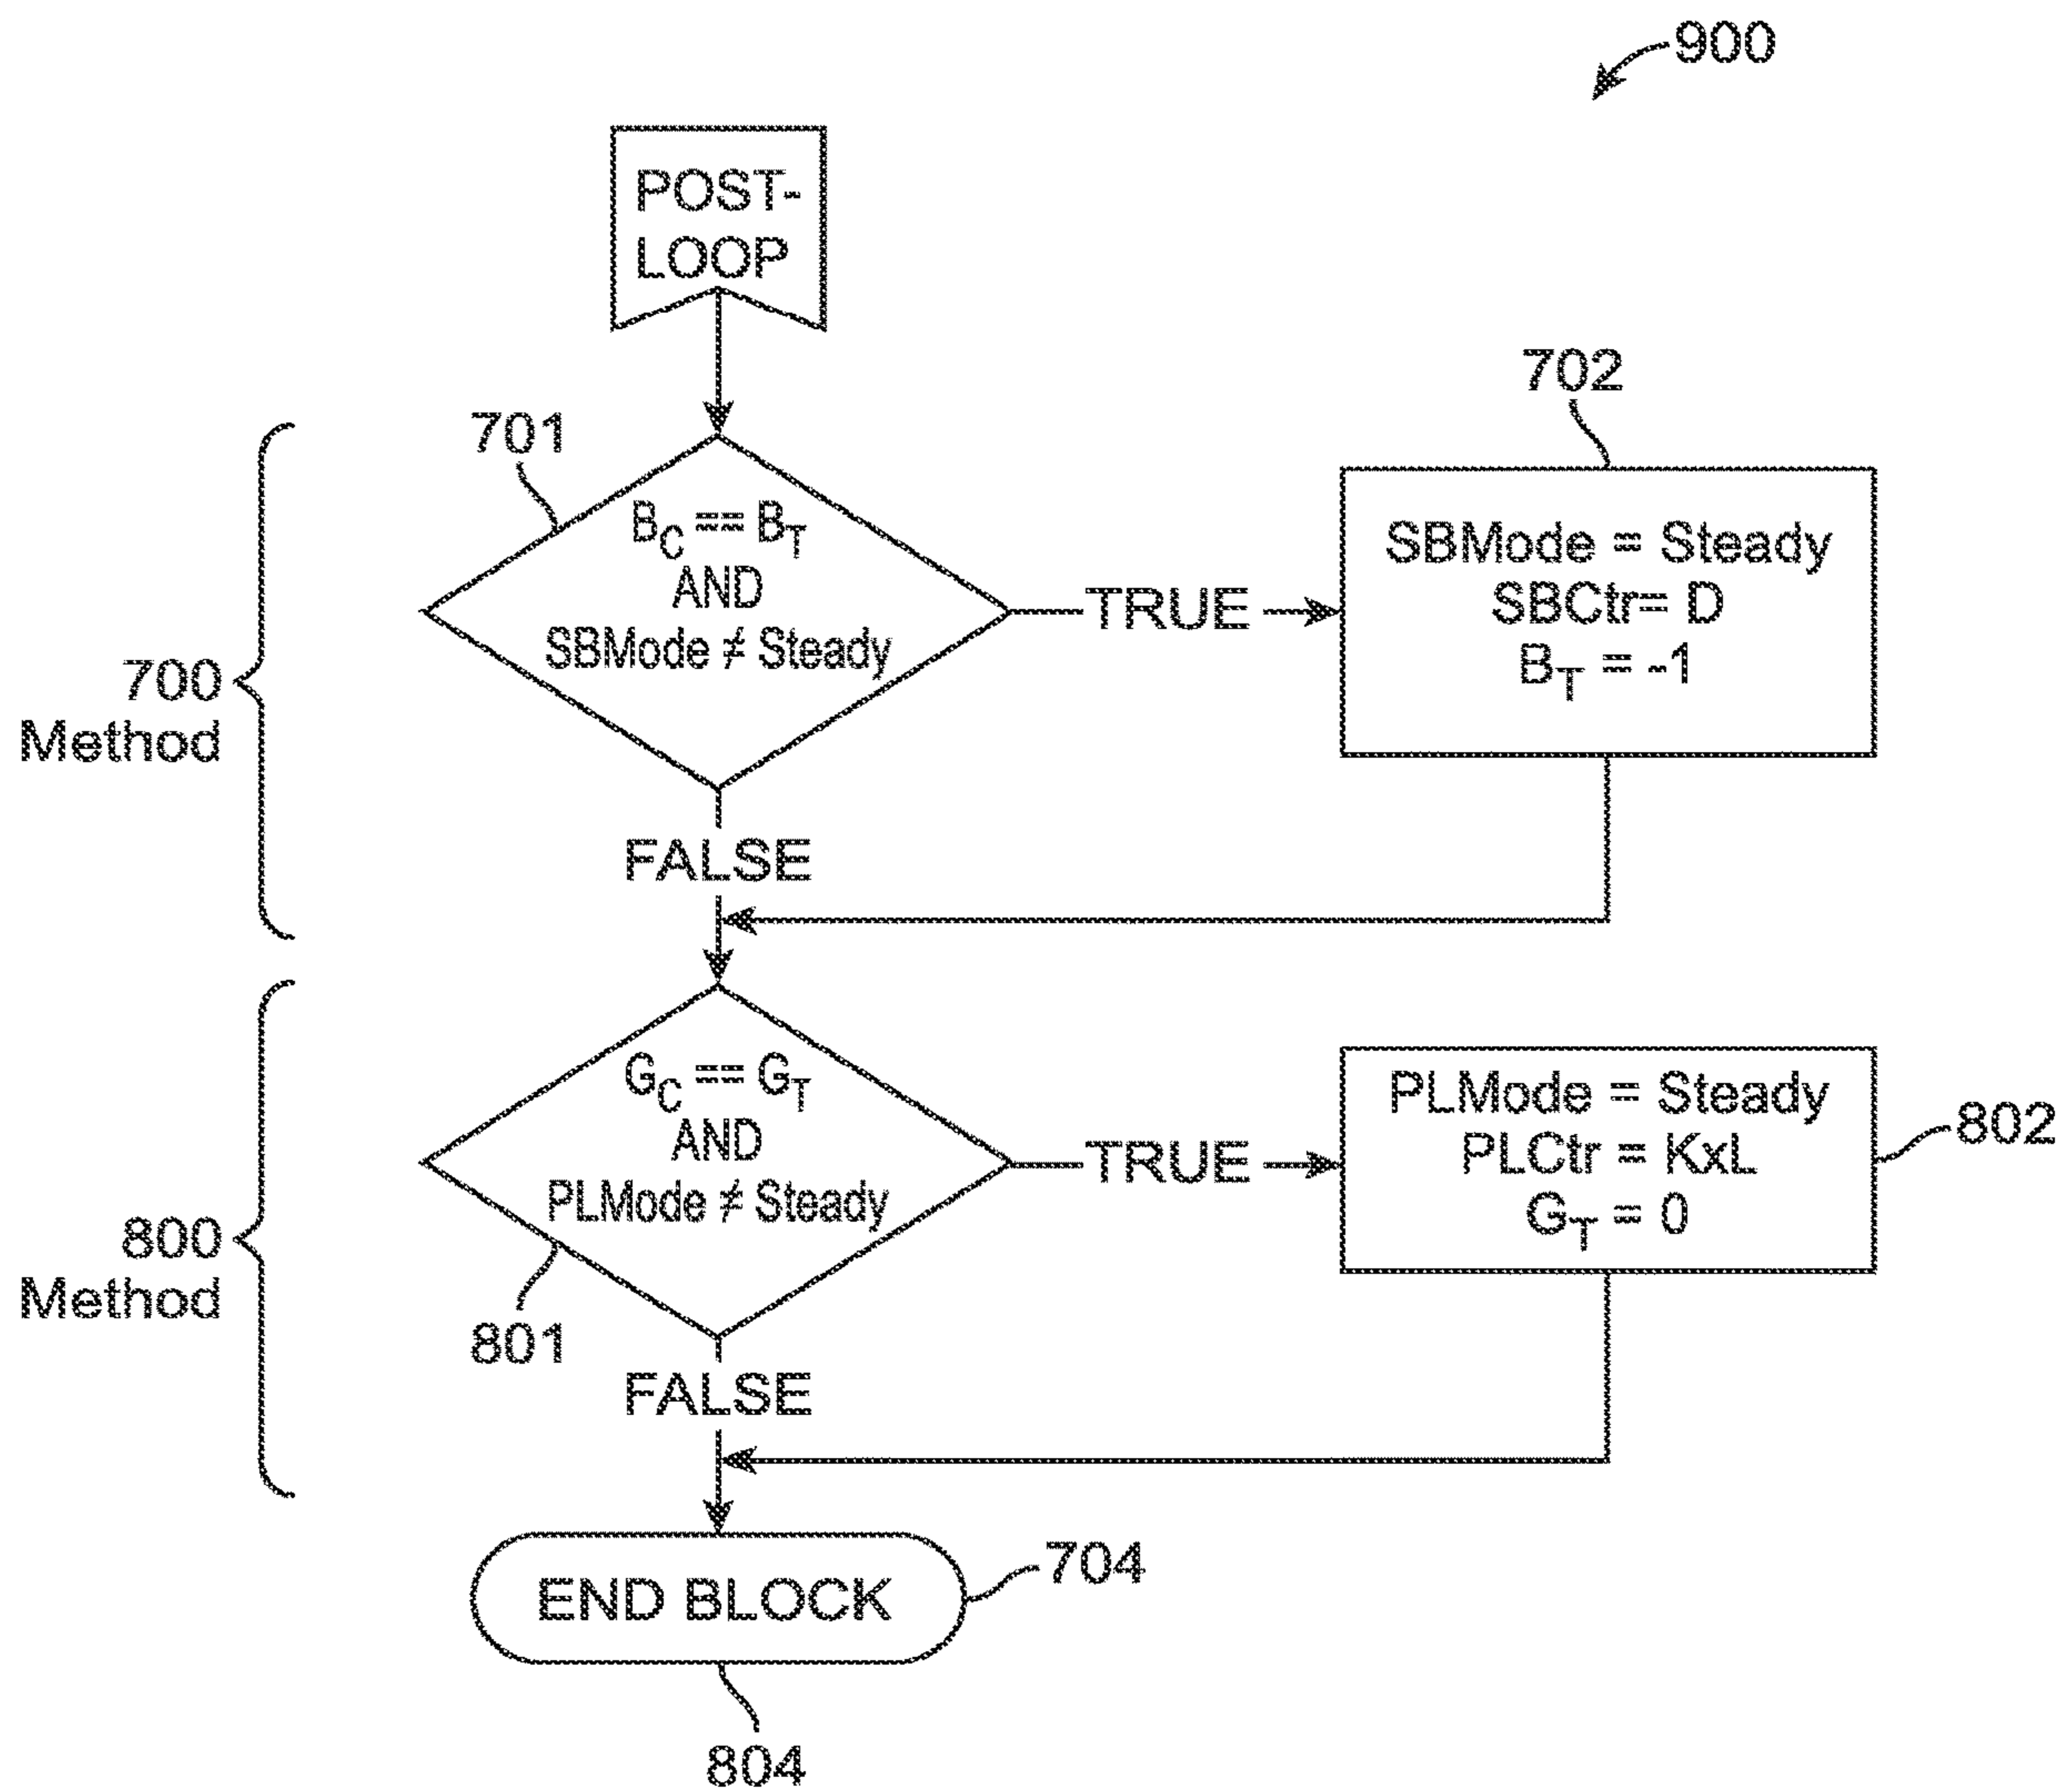 900
POST-
LOOP
701
702
B_C == B_T
AND
SBMode ≠ Steady
TRUE
SBMode = Steady
SBCtr= D
B_T = -1
700
Method
FALSE
G_C == G_T
AND
PLMode ≠ Steady
TRUE
PLMode = Steady
PLCtr = KxL
G_T = 0
802
800
Method
801
FALSE
END BLOCK
704
804